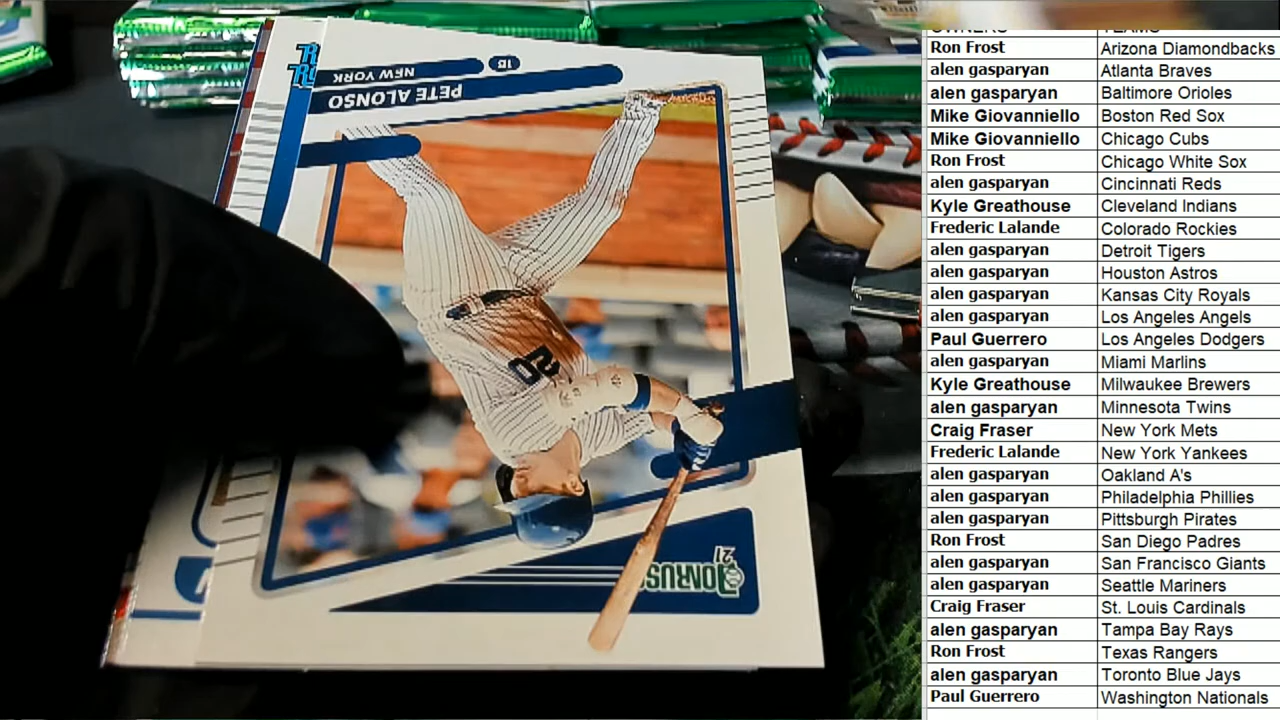 PETE ALONSO
NEW YORK
1B
20
DONRUSS
21
OWNERS TEAMS
Ron Frost Arizona Diamondbacks
alen gasparyan Atlanta Braves
alen gasparyan Baltimore Orioles
Mike Giovanniello Boston Red Sox
Mike Giovanniello Chicago Cubs
Ron Frost Chicago White Sox
alen gasparyan Cincinnati Reds
Kyle Greathouse Cleveland Indians
Frederic Lalande Colorado Rockies
alen gasparyan Detroit Tigers
alen gasparyan Houston Astros
alen gasparyan Kansas City Royals
alen gasparyan Los Angeles Angels
Paul Guerrero Los Angeles Dodgers
alen gasparyan Miami Marlins
Kyle Greathouse Milwaukee Brewers
alen gasparyan Minnesota Twins
Craig Fraser New York Mets
Frederic Lalande New York Yankees
alen gasparyan Oakland A's
alen gasparyan Philadelphia Phillies
alen gasparyan Pittsburgh Pirates
Ron Frost San Diego Padres
alen gasparyan San Francisco Giants
alen gasparyan Seattle Mariners
Craig Fraser St. Louis Cardinals
alen gasparyan Tampa Bay Rays
Ron Frost Texas Rangers
alen gasparyan Toronto Blue Jays
Paul Guerrero Washington Nationals